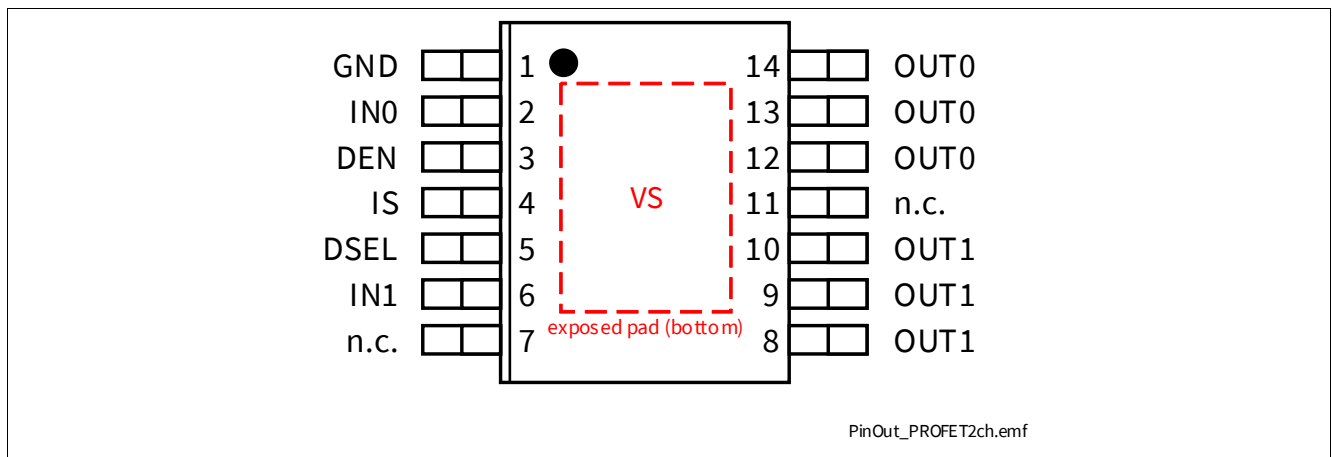 GND 1 14 OUT0
IN0 2 13 OUT0
DEN 3 12 OUT0
IS 4 VS 11 n.c.
DSEL 5 10 OUT1
IN1 6 9 OUT1
n.c. 7 exposed pad (bottom) 8 OUT1
PinOut_PROFET2ch.emf